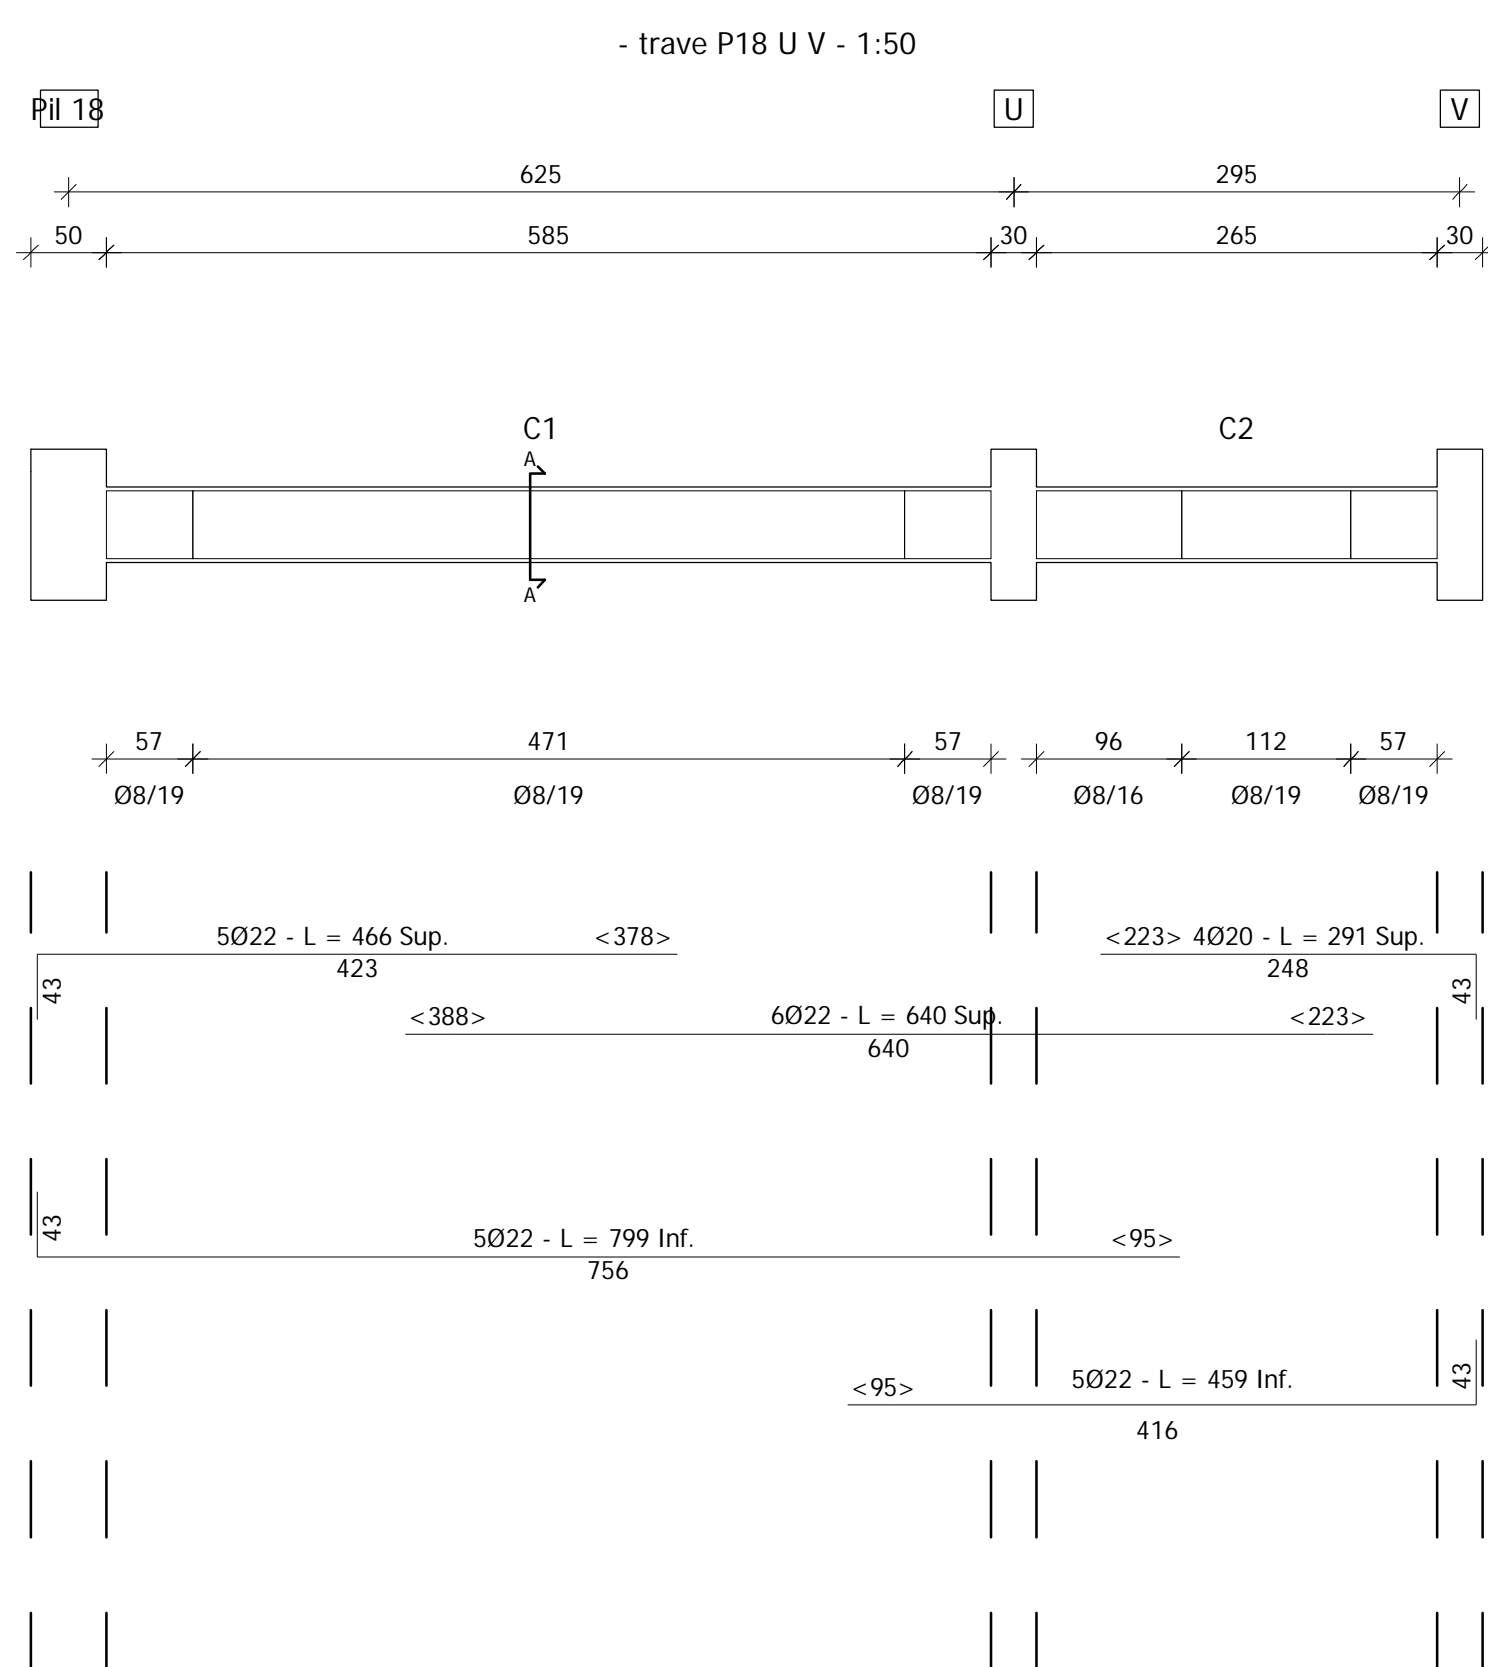 - trave P18 U V - 1:50
Pil 18 U V
625 295
50 585 30 265 30
C1 C2
A
A
57 471 57 96 112 57
Ø8/19 Ø8/19 Ø8/19 Ø8/16 Ø8/19 Ø8/19
5Ø22 - L = 466 Sup. <378> <223> 4Ø20 - L = 291 Sup.
43 423 248 43
<388> 6Ø22 - L = 640 Sup. <223>
640
43 5Ø22 - L = 799 Inf. <95>
756
<95> 5Ø22 - L = 459 Inf. 43
416